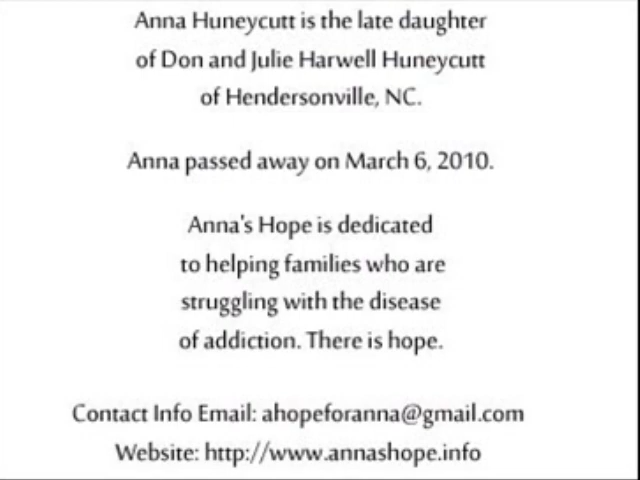 Anna Huneycutt is the late daughter
of Don and Julie Harwell Huneycutt
of Hendersonville, NC.
Anna passed away on March 6, 2010.
Anna's Hope is dedicated
to helping families who are
struggling with the disease
of addiction. There is hope.
Contact Info Email: ahopeforanna@gmail.com
Website: http://www.annashope.info